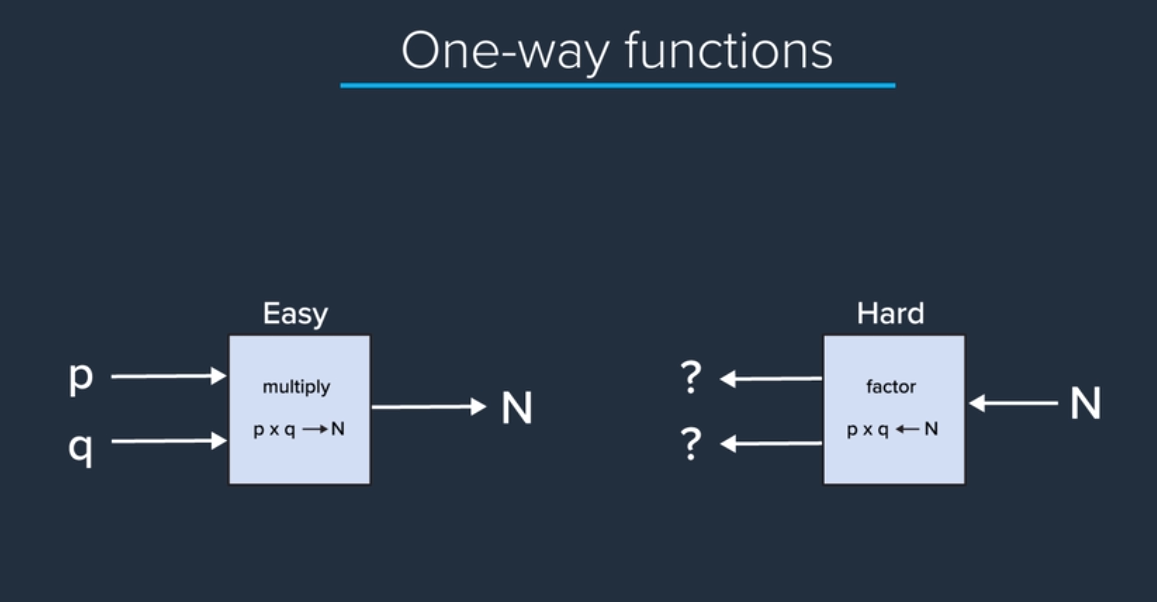 One-way functions
Easy
p
q
multiply
p x q → N
N
Hard
?
?
factor
p x q ← N
N